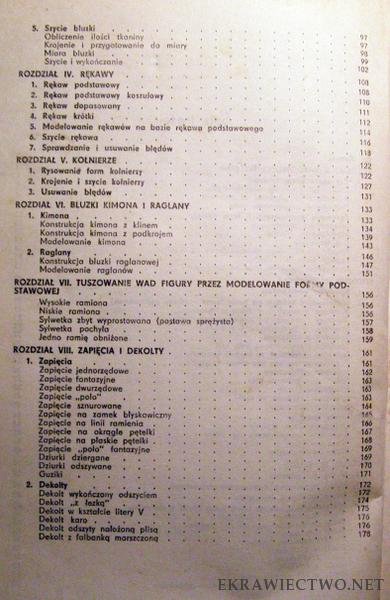 5. Szycie bluzki
Obliczenie ilości tkaniny 97
Krojenie i przygotowanie do miary 97
Miara bluzki 98
Szycie i wykończanie 99
102
ROZDZIAŁ IV. RĘKAWY
1. Rękaw podstawowy 108
2. Rękaw podstawowy koszulowy 108
3. Rękaw dopasowany 110
4. Rękaw krótki 111
5. Modelowanie rękawów na bazie rękawa podstawowego 112
6. Szycie rękawa 114
7. Sprawdzanie i usuwanie błędów 116
118
ROZDZIAŁ V. KOŁNIERZE
1. Rysowanie form kołnierzy 122
2. Krojenie i szycie kołnierzy 122
3. Usuwanie błędów 127
131
ROZDZIAŁ VI. BLUZKI KIMONA I RAGLANY
1. Kimona 133
Konstrukcja kimona z klinem 133
Konstrukcja kimona z podkrojem 134
Modelowanie kimona 139
143
2. Raglany
Konstrukcja bluzki raglanowej 146
Modelowanie raglanów 147
151
ROZDZIAŁ VII. TUSZOWANIE WAD FIGURY PRZEZ MODELOWANIE FORMY POD-
STAWOWEJ 156
Wysokie ramiona 156
Niskie ramiona 156
Sylwetka zbyt wyprostowana (postawa sprężysta) 157
Sylwetka pochyła 158
Jedno ramię obniżone 159
ROZDZIAŁ VIII. ZAPIĘCIA I DEKOLTY 161
1. Zapięcia 161
Zapięcie jednorzędowe 162
Zapięcie fantazyjne 163
Zapięcie dwurzędowe 163
Zapięcie „polo" 163
Zapięcie sznurowane 164
Zapięcie na zamek błyskawiczny 165
Zapięcie na linii ramienia 166
Zapięcie na okrągłe pętelki 167
Zapięcie na płaskie pętelki 168
Zapięcie „polo" fantazyjne 169
Dziurki dziergane 169
Dziurki odszywane 170
Guziki 171
2. Dekolty 172
Dekolt wykończony odszyciem 172
Dekolt „z łezką" 174
Dekolt w kształcie litery V 175
Dekolt karo 176
Dekolt odszyty nałożoną plisą 176
Dekolt z falbanką marszczoną 178
EKRAWIECTWO.NET